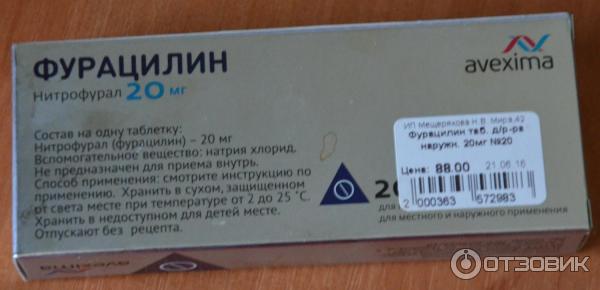 ФУРАЦИЛИН
Нитрофурал 20 мг
avexima
Состав на одну таблетку:
Нитрофурал (фурацилин) – 20 мг
Вспомогательное вещество: натрия хлорид.
Не предназначен для приема внутрь.
Способ применения: смотрите инструкцию по
применению. Хранить в сухом, защищенном
от света месте при температуре от 2 до 25 °С.
Хранить в недоступном для детей месте.
Отпускают без рецепта.
ИП Мещерякова Н.В. Мира,42
Фурацилин таб. д/р-ра
наружн. 20мг №20
Цена: 88.00 21.06.16
2 000363 572983
20
для
для местного и наружного применения
avexima
ОТЗОВИК